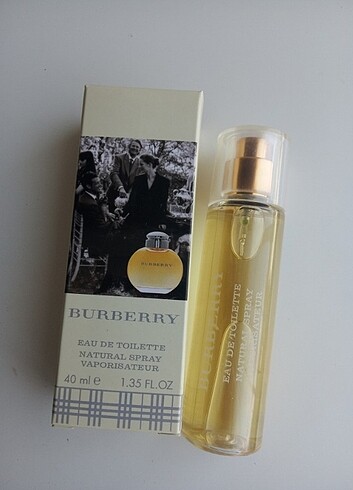 BURBERRY
BURBERRY
EAU DE TOILETTE
NATURAL SPRAY
VAPORISATEUR
40 ml e 1.35 FL.OZ
BURBERRY
EAU DE TOILETTE
NATURAL SPRAY
VAPORISATEUR